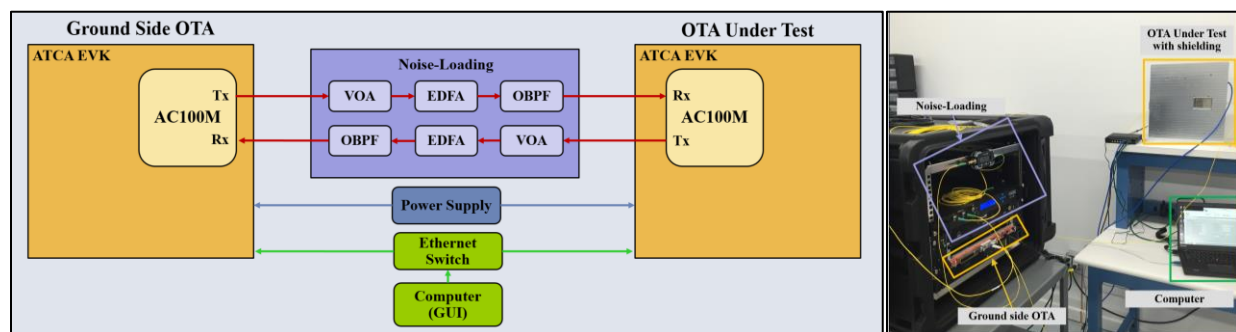 Ground Side OTA
OTA Under Test
ATCA EVK
ATCA EVK
Noise-Loading
Tx
AC100M
Rx
VOA
EDFA
OBPF
OBPF
EDFA
VOA
Rx
AC100M
Tx
Power Supply
Ethernet
Switch
Computer
(GUI)
OTA Under Test
with shielding
Noise-Loading
Computer
Ground side OTA